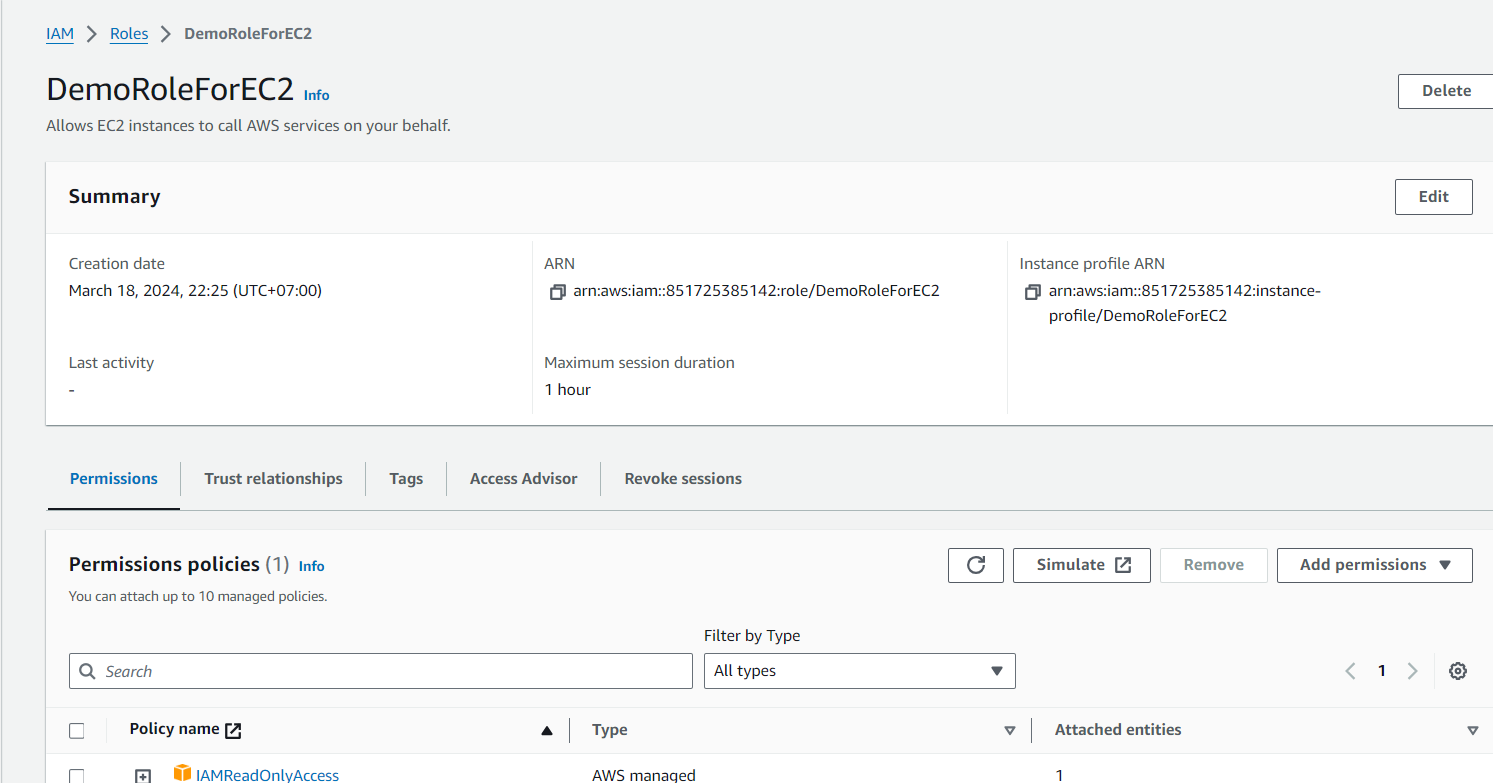 IAM > Roles > DemoRoleForEC2
DemoRoleForEC2 Info
Delete
Allows EC2 instances to call AWS services on your behalf.
Summary
Edit
Creation date
March 18, 2024, 22:25 (UTC+07:00)
ARN
arn:aws:iam::851725385142:role/DemoRoleForEC2
Instance profile ARN
arn:aws:iam::851725385142:instance-
profile/DemoRoleForEC2
Last activity
-
Maximum session duration
1 hour
Permissions
Trust relationships
Tags
Access Advisor
Revoke sessions
Permissions policies (1) Info
You can attach up to 10 managed policies.
Simulate
Remove
Add permissions
Filter by Type
Search
All types
1
Policy name
Type
Attached entities
IAMReadOnlyAccess
AWS managed
1